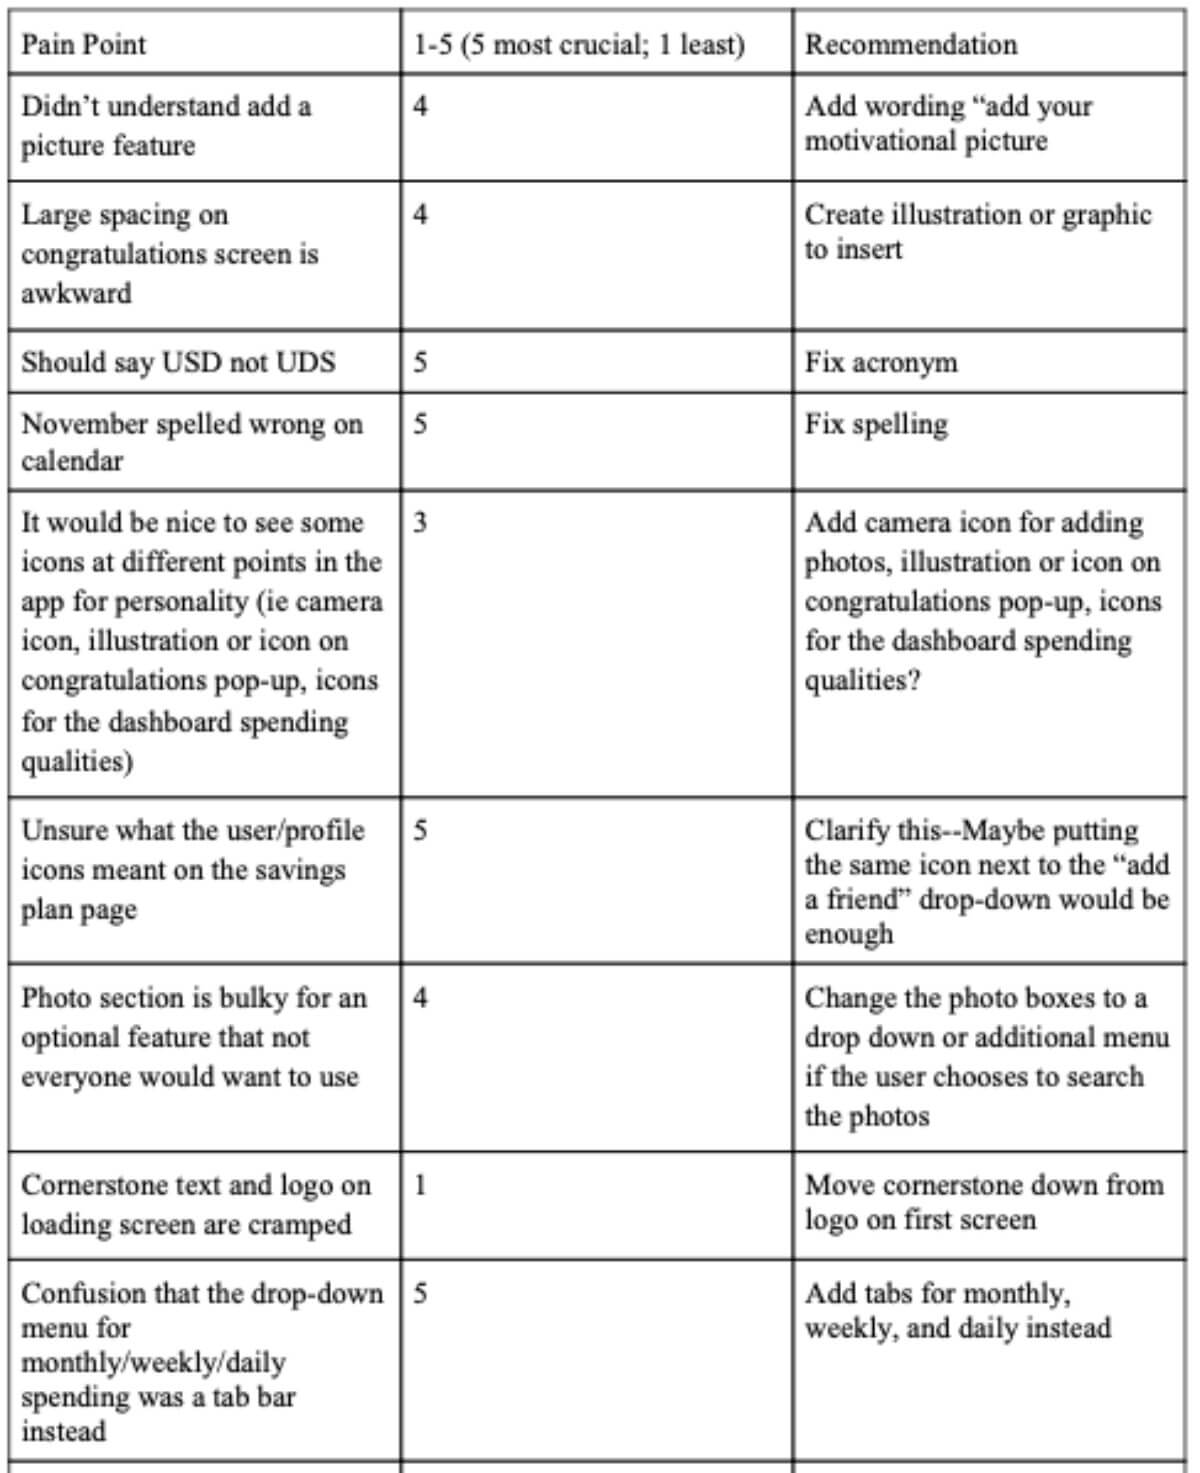 Pain Point
1-5 (5 most crucial; 1 least)
Recommendation
Didn’t understand add a
picture feature
4
Add wording “add your
motivational picture
Large spacing on
congratulations screen is
awkward
4
Create illustration or graphic
to insert
Should say USD not UDS
5
Fix acronym
November spelled wrong on
calendar
5
Fix spelling
It would be nice to see some
icons at different points in the
app for personality (ie camera
icon, illustration or icon on
congratulations pop-up, icons
for the dashboard spending
qualities)
3
Add camera icon for adding
photos, illustration or icon on
congratulations pop-up, icons
for the dashboard spending
qualities?
Unsure what the user/profile
icons meant on the savings
plan page
5
Clarify this--Maybe putting
the same icon next to the “add
a friend” drop-down would be
enough
Photo section is bulky for an
optional feature that not
everyone would want to use
4
Change the photo boxes to a
drop down or additional menu
if the user chooses to search
the photos
Cornerstone text and logo on
loading screen are cramped
1
Move cornerstone down from
logo on first screen
Confusion that the drop-down
menu for
monthly/weekly/daily
spending was a tab bar
instead
5
Add tabs for monthly,
weekly, and daily instead